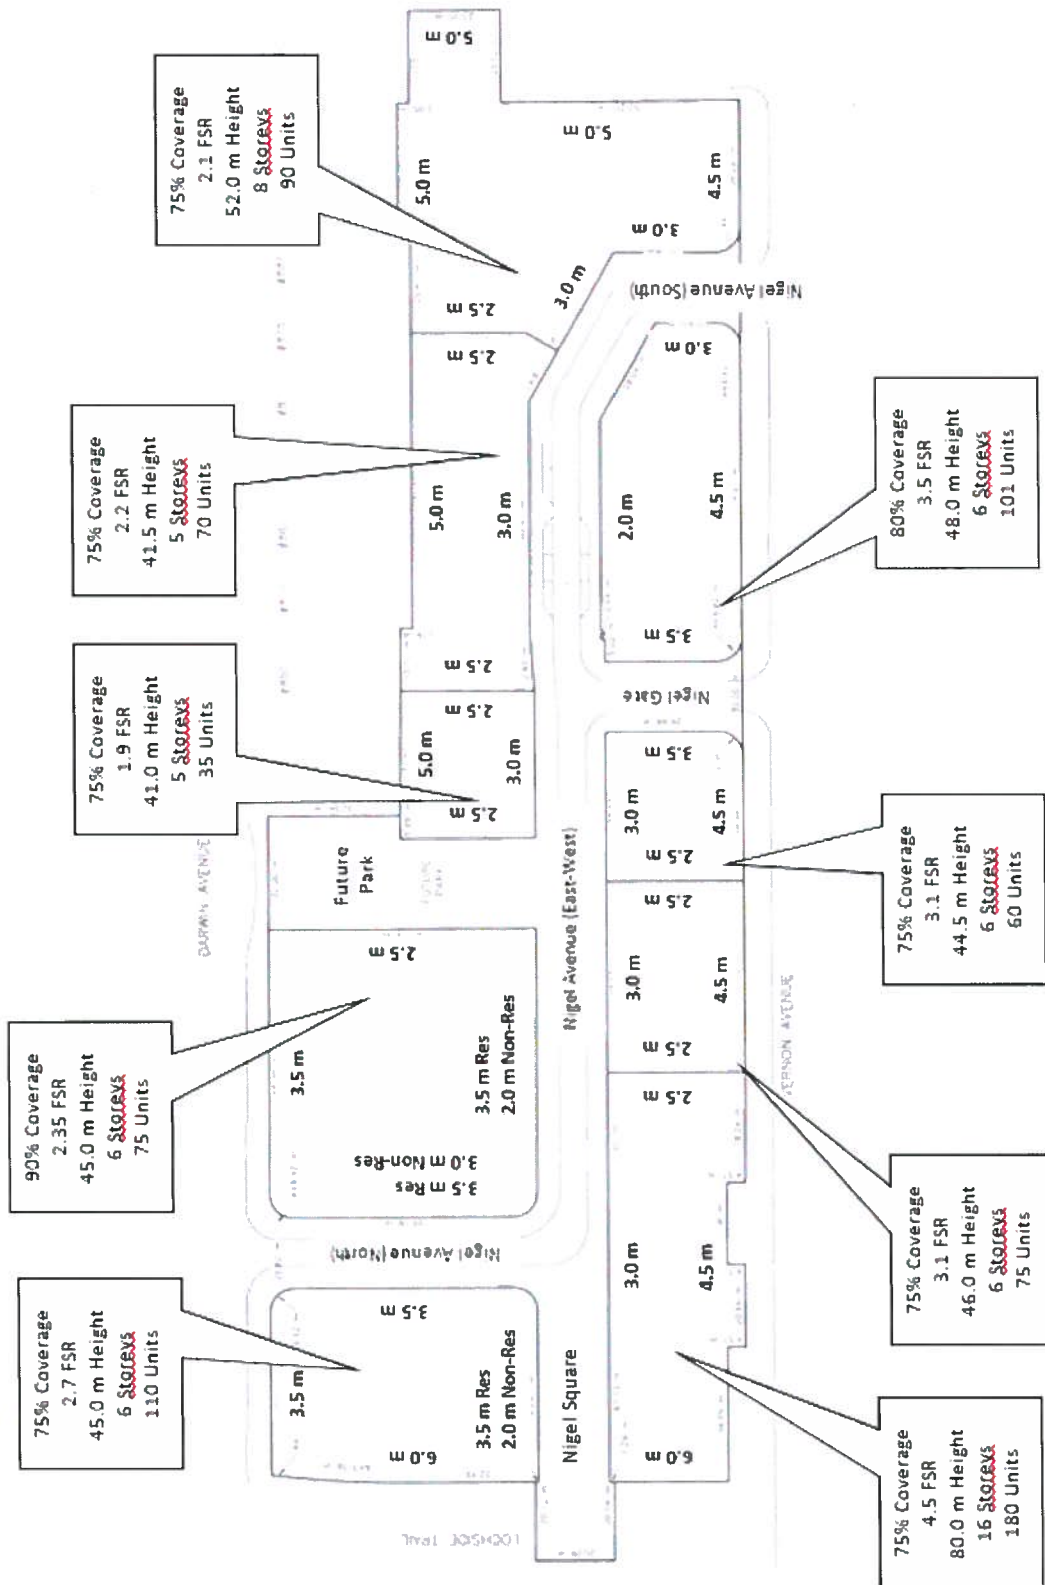 75% Coverage
2.7 FSR
45.0 m Height
6 Storeys
110 Units
90% Coverage
2.35 FSR
45.0 m Height
6 Storeys
75 Units
75% Coverage
1.9 FSR
41.0 m Height
5 Storeys
35 Units
75% Coverage
2.2 FSR
41.5 m Height
5 Storeys
70 Units
75% Coverage
2.1 FSR
52.0 m Height
8 Storeys
90 Units
DARWIN AVENUE
LOCHSIDE TRAIL
3.5 m
6.0 m
3.5 m
3.5 m Res
2.0 m Non-Res
Nigel Avenue (North)
3.5 m
3.5 m Res
3.0 m Non-Res
2.5 m
3.5 m Res
2.0 m Non-Res
Future
Park
FUTURE
PARK
5.0 m
2.5 m
2.5 m
3.0 m
5.0 m
2.5 m
2.5 m
3.0 m
5.0 m
5.0 m
5.0 m
2.5 m
3.0 m
3.0 m
4.5 m
Nigel Square
Nigel Avenue (East-West)
Nigel Avenue (South)
Nigel Gate
3.0 m
6.0 m
2.5 m
4.5 m
3.0 m
2.5 m
2.5 m
4.5 m
3.0 m
2.5 m
3.5 m
4.5 m
2.0 m
3.5 m
3.0 m
4.5 m
VERNON AVENUE
75% Coverage
4.5 FSR
80.0 m Height
16 Storeys
180 Units
75% Coverage
3.1 FSR
46.0 m Height
6 Storeys
75 Units
75% Coverage
3.1 FSR
44.5 m Height
6 Storeys
60 Units
80% Coverage
3.5 FSR
48.0 m Height
6 Storeys
101 Units